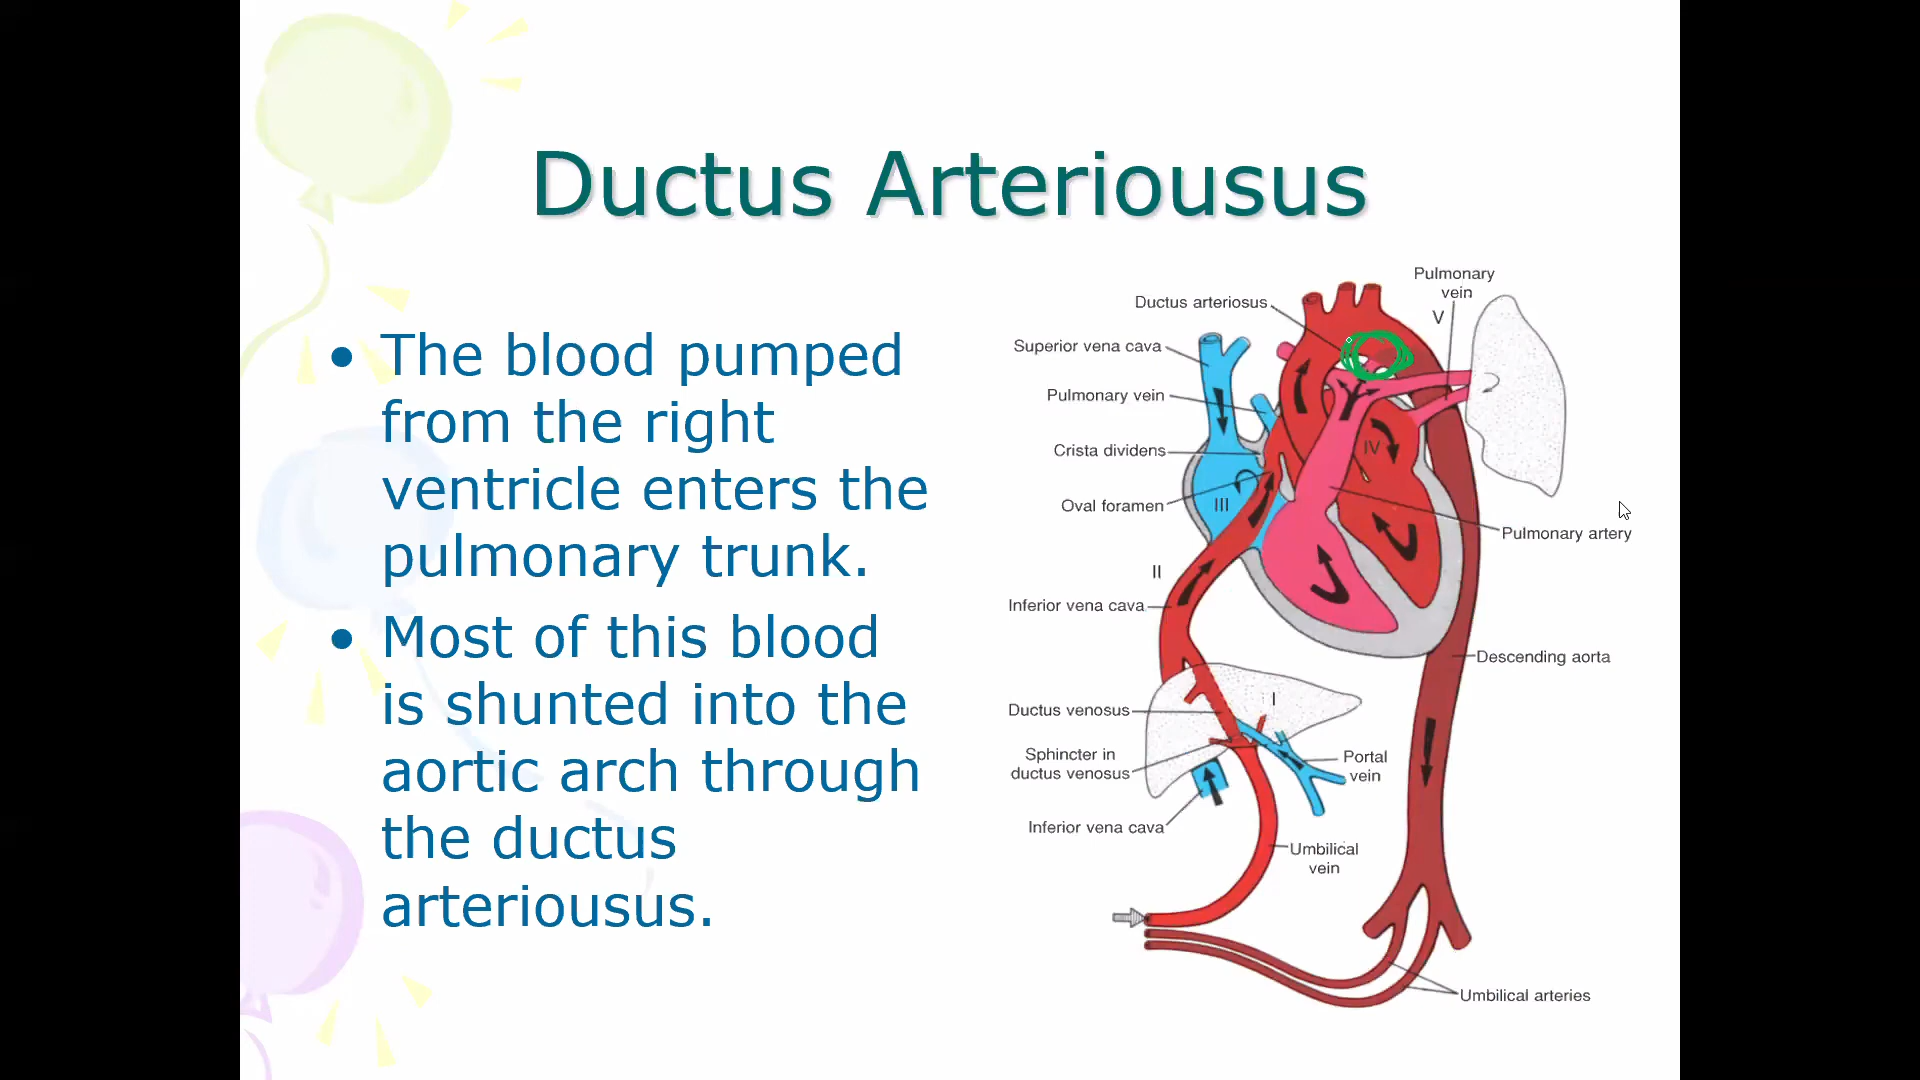 Ductus Arteriousus
• The blood pumped
from the right
ventricle enters the
pulmonary trunk.
• Most of this blood
is shunted into the
aortic arch through
the ductus
arteriousus.
Pulmonary
vein
Ductus arteriosus
V
Superior vena cava
Pulmonary vein
Crista dividens
IV
Oval foramen
III
Pulmonary artery
II
Inferior vena cava
Descending aorta
I
Ductus venosus
Sphincter in
ductus venosus
Portal
vein
Inferior vena cava
Umbilical
vein
Umbilical arteries